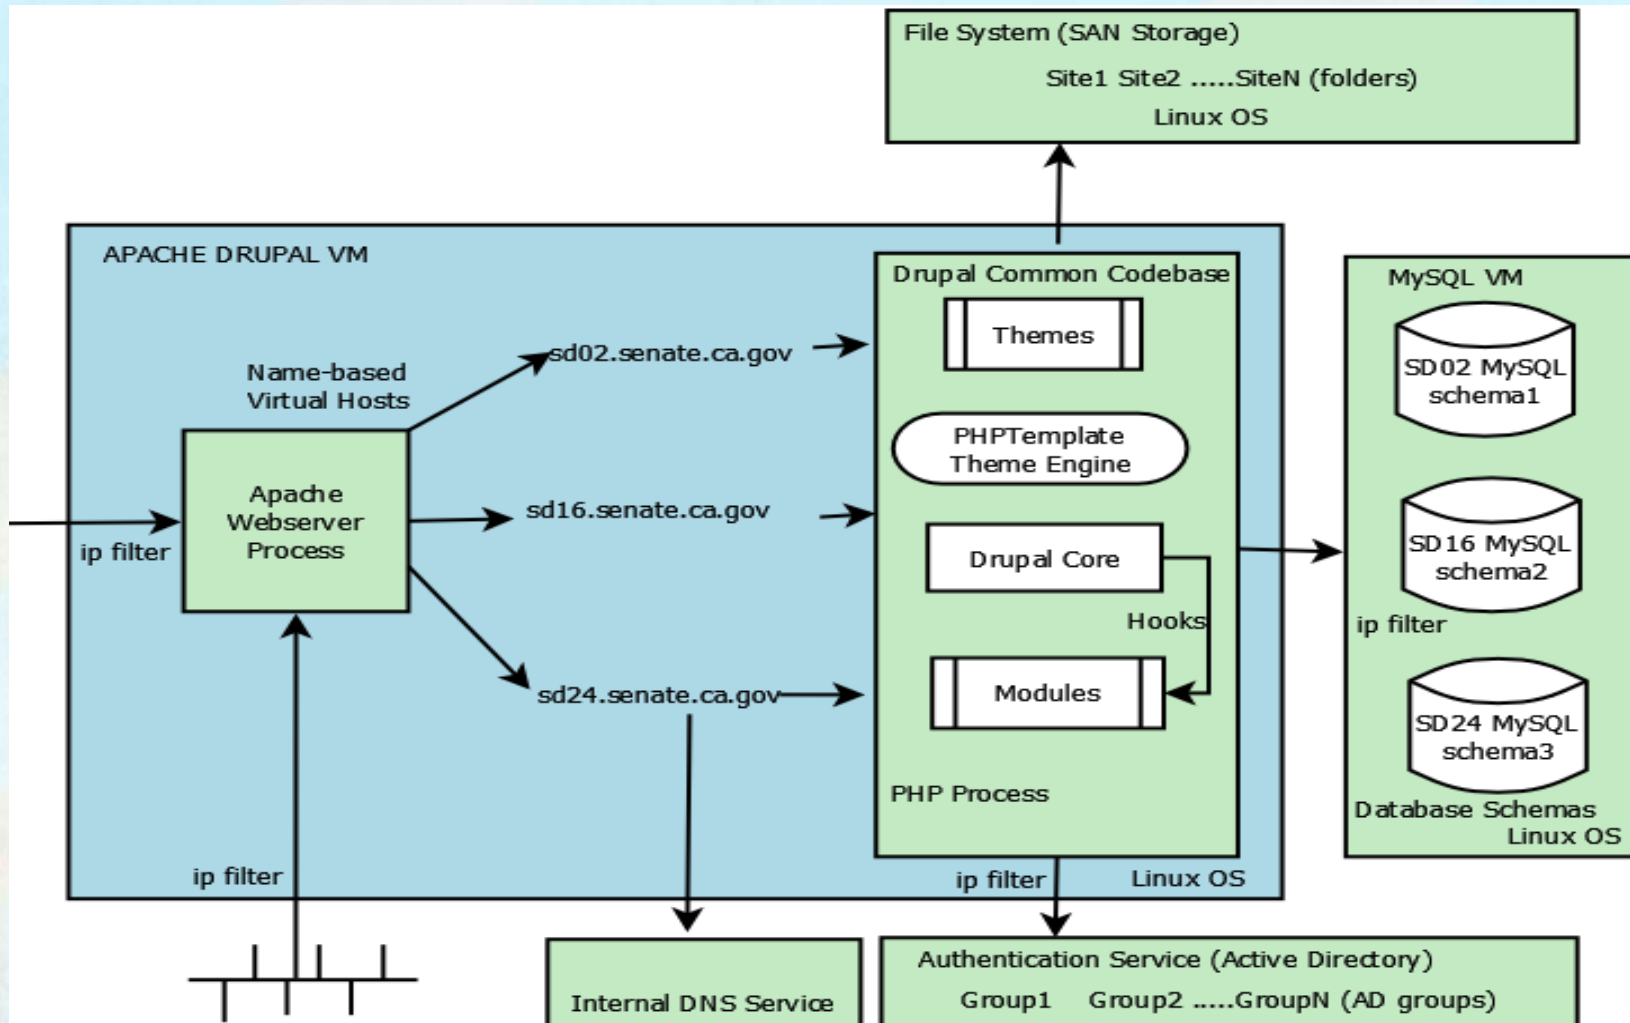 File System (SAN Storage)
Site1 Site2 .....SiteN (folders)
Linux OS
APACHE DRUPAL VM
Name-based
Virtual Hosts
Apache
Webserver
Process
ip filter
ip filter
sd02.senate.ca.gov
sd16.senate.ca.gov
sd24.senate.ca.gov
Drupal Common Codebase
Themes
PHPTemplate
Theme Engine
Drupal Core
Hooks
Modules
PHP Process
ip filter
Linux OS
MySQL VM
SD02 MySQL
schema1
SD16 MySQL
schema2
ip filter
SD24 MySQL
schema3
Database Schemas
Linux OS
Internal DNS Service
Authentication Service (Active Directory)
Group1 Group2 .....GroupN (AD groups)